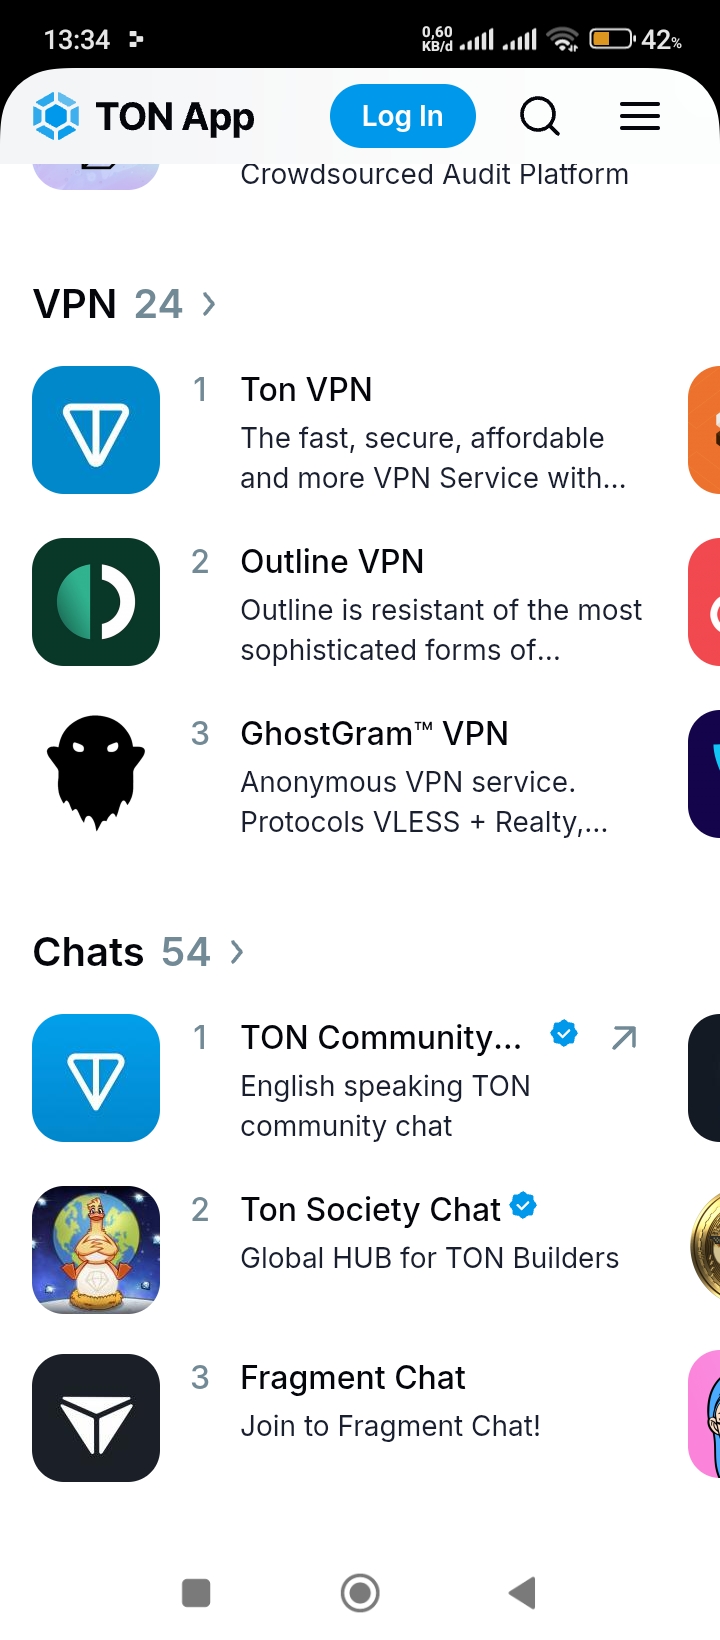 13:34
0,60
KB/d
42%
TON App
Log In
Crowdsourced Audit Platform
VPN 24
1
Ton VPN
The fast, secure, affordable
and more VPN Service with...
2
Outline VPN
Outline is resistant of the most
sophisticated forms of...
3
GhostGram™ VPN
Anonymous VPN service.
Protocols VLESS + Realty,...
Chats 54
1
TON Community...
English speaking TON
community chat
2
Ton Society Chat
Global HUB for TON Builders
3
Fragment Chat
Join to Fragment Chat!